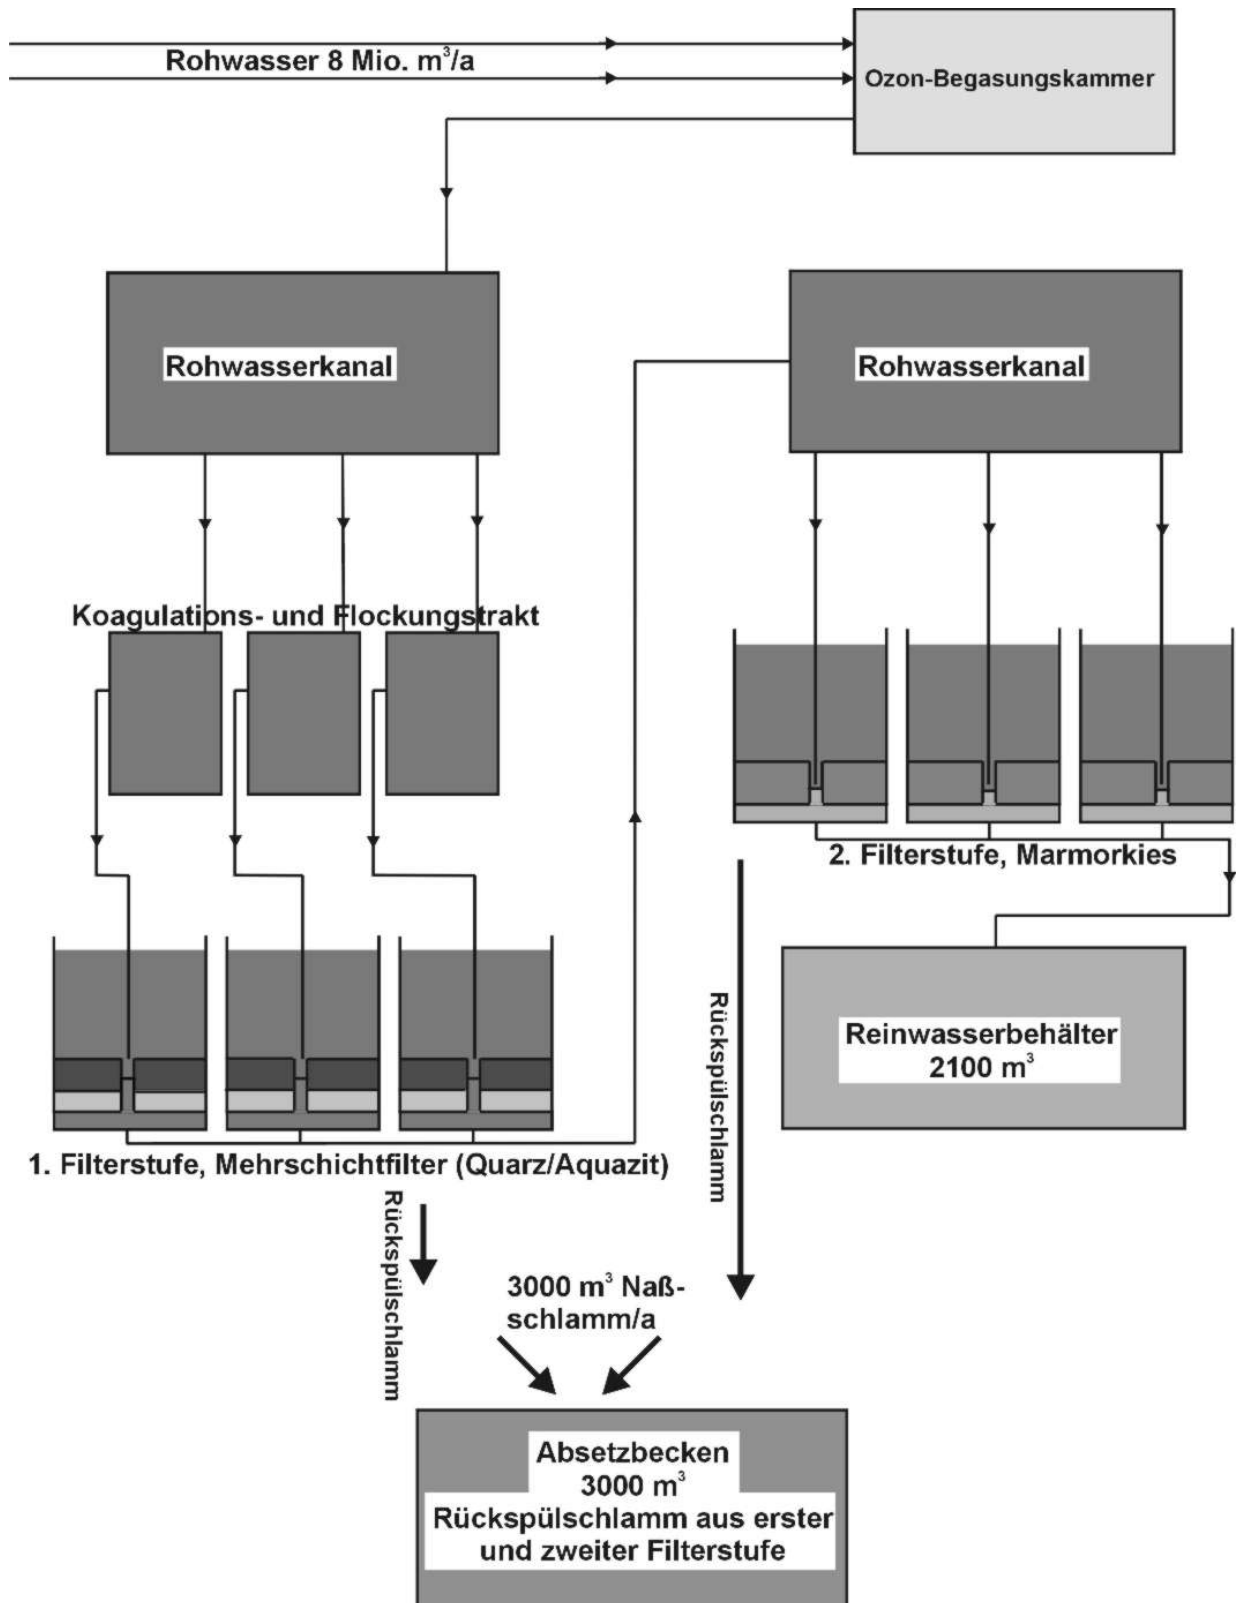 Rohwasser 8 Mio. m³/a
Ozon-Begasungskammer
Rohwasserkanal
Rohwasserkanal
Koagulations- und Flockungstrakt
2. Filterstufe, Marmorkies
Reinwasserbehälter
2100 m³
1. Filterstufe, Mehrschichtfilter (Quarz/Aquazit)
Rückspülschlamm
Rückspülschlamm
3000 m³ Naß-
schlamm/a
Absetzbecken
3000 m³
Rückspülschlamm aus erster
und zweiter Filterstufe